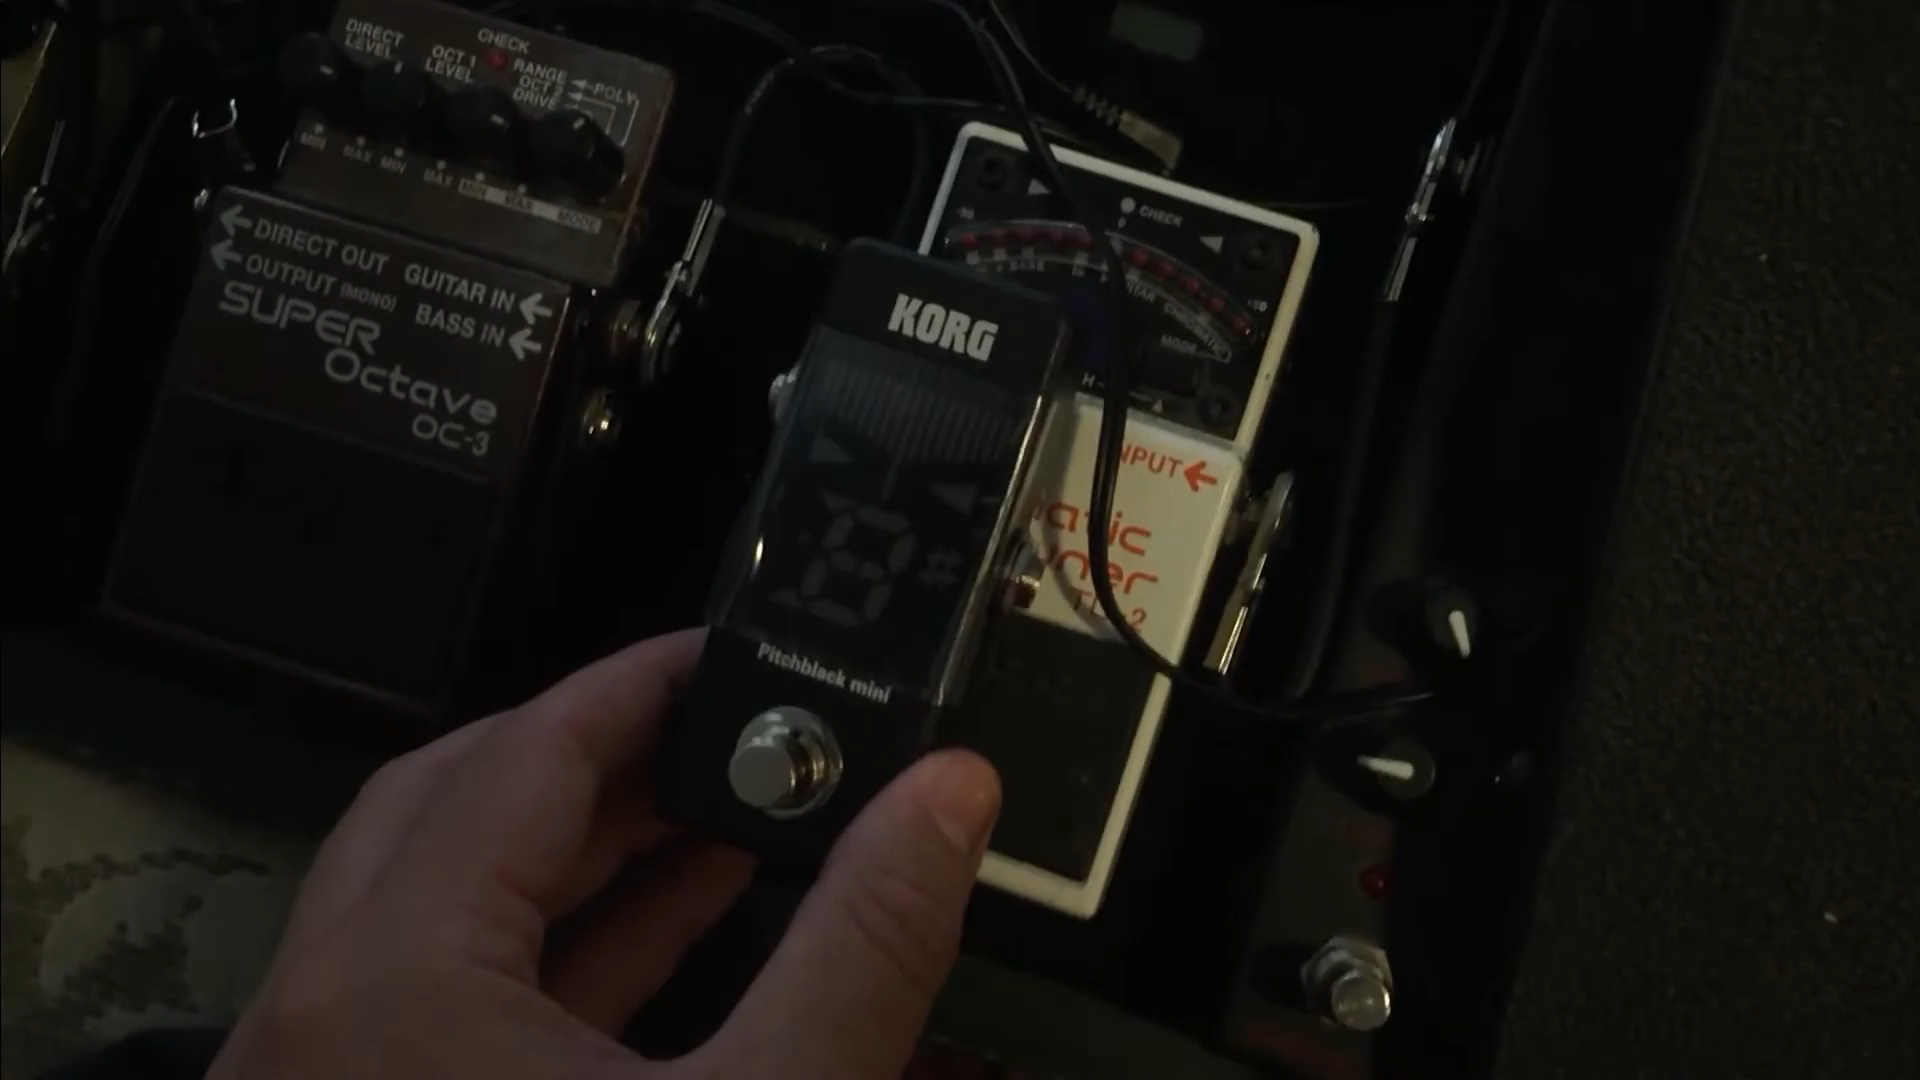 DIRECT
LEVEL
OCT 1
LEVEL
CHECK
RANGE
OCT 2
DRIVE
POLY
MIN
MAX
MIN
MAX
MIN
MAX
MODE
DIRECT OUT
OUTPUT (MONO)
GUITAR IN
BASS IN
SUPER
Octave
OC-3
KORG
Pitchblack mini
CHECK
MODE
INPUT